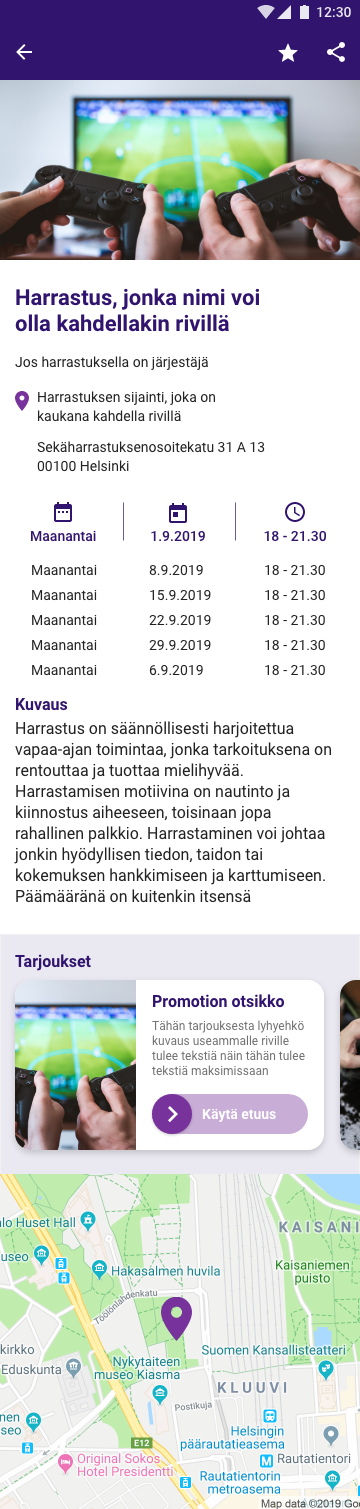 12:30
Harrastus, jonka nimi voi
olla kahdellakin rivillä
Jos harrastuksella on järjestäjä
Harrastuksen sijainti, joka on
kaukana kahdella rivillä
Sekäharrastuksenosoitekatu 31 A 13
00100 Helsinki
Maanantai 1.9.2019 18 - 21.30
Maanantai 8.9.2019 18 - 21.30
Maanantai 15.9.2019 18 - 21.30
Maanantai 22.9.2019 18 - 21.30
Maanantai 29.9.2019 18 - 21.30
Maanantai 6.9.2019 18 - 21.30
Kuvaus
Harrastus on säännöllisesti harjoitettua
vapaa-ajan toimintaa, jonka tarkoituksena on
rentouttaa ja tuottaa mielihyvää.
Harrastamisen motiivina on nautinto ja
kiinnostus aiheeseen, toisinaan jopa
rahallinen palkkio. Harrastaminen voi johtaa
jonkin hyödyllisen tiedon, taidon tai
kokemuksen hankkimiseen ja karttumiseen.
Päämääränä on kuitenkin itsensä
Tarjoukset
Promotion otsikko
Tähän tarjouksesta lyhyehkö
kuvaus useammalle riville
tulee tekstiä näin tähän tulee
tekstiä maksimissaan
Käytä etuus
alo Huset Hall
KAISANI
useo
Hakasalmen huvila
Kaisaniemen
puisto
Töölönlahdenkatu
kirkko
Eduskunta
Suomen Kansallisteatteri
Nykytaiteen
museo Kiasma
KLUUVI
Postikuja
nen
seo
Helsingin
päärautatieasema
E12
Rautatientori
Original Sokos
Hotel Presidentti
Rautatientorin
metroasema
Map data ©2019 Go